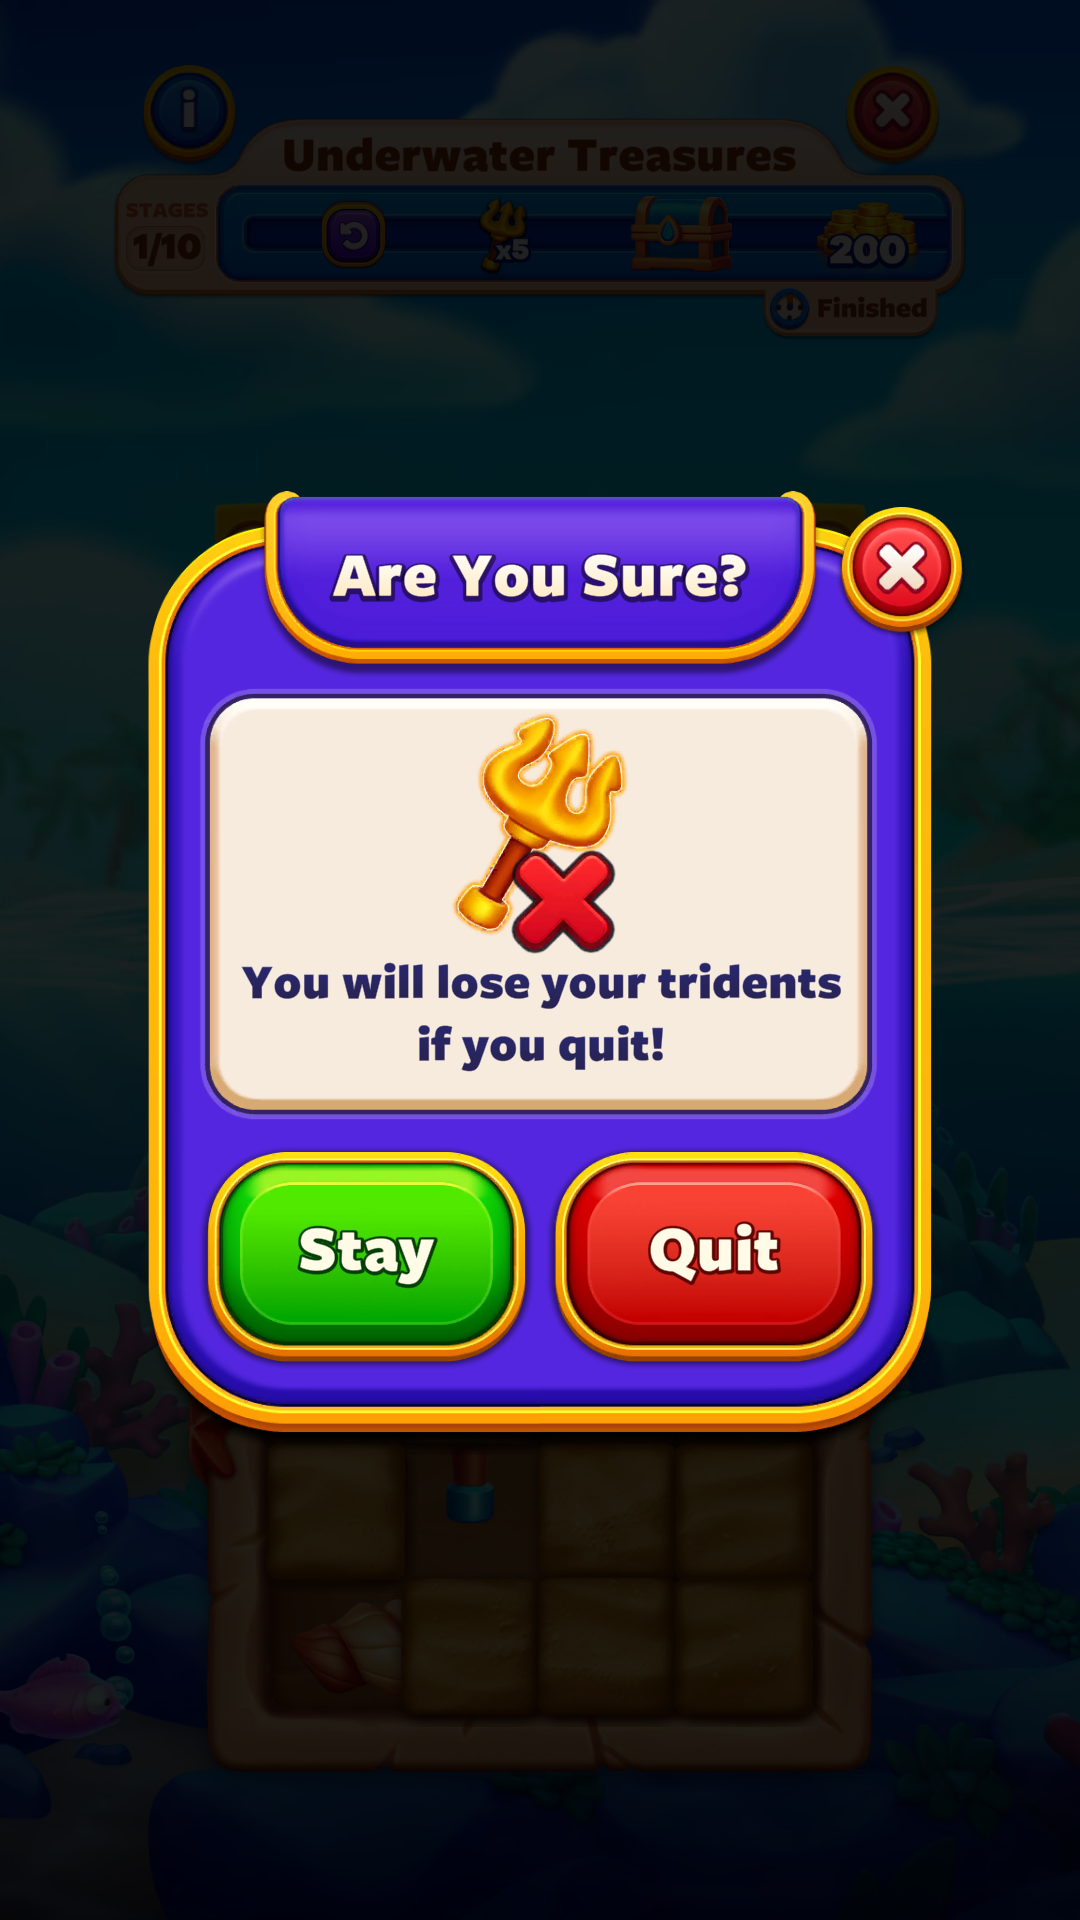 Underwater Treasures
STAGES
1/10
x5
200
Finished
Are You Sure?
You will lose your tridents
if you quit!
Stay
Quit